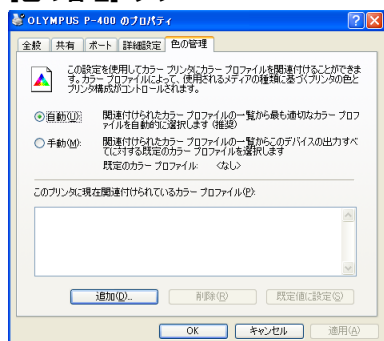 OLYMPUS P-400 のプロパティ
全般 共有 ポート 詳細設定 色の管理
この設定を使用してカラー プリンタにカラー プロファイルを関連付けることができま
す。カラー プロファイルによって、使用されるメディアの種類に基づくプリンタの色と
プリンタ構成がコントロールされます。
自動(U): 関連付けられたカラー プロファイルの一覧から最も適切なカラー プロフ
ァイルを自動的に選択します (推奨)
手動(M): 関連付けられたカラー プロファイルの一覧からこのデバイスの出力すべ
てに対する既定のカラー プロファイルを選択します
既定のカラー プロファイル: <なし>
このプリンタに現在関連付けられているカラー プロファイル(P):
追加(D)... 削除(R) 既定値に設定(S)
OK キャンセル 適用(A)